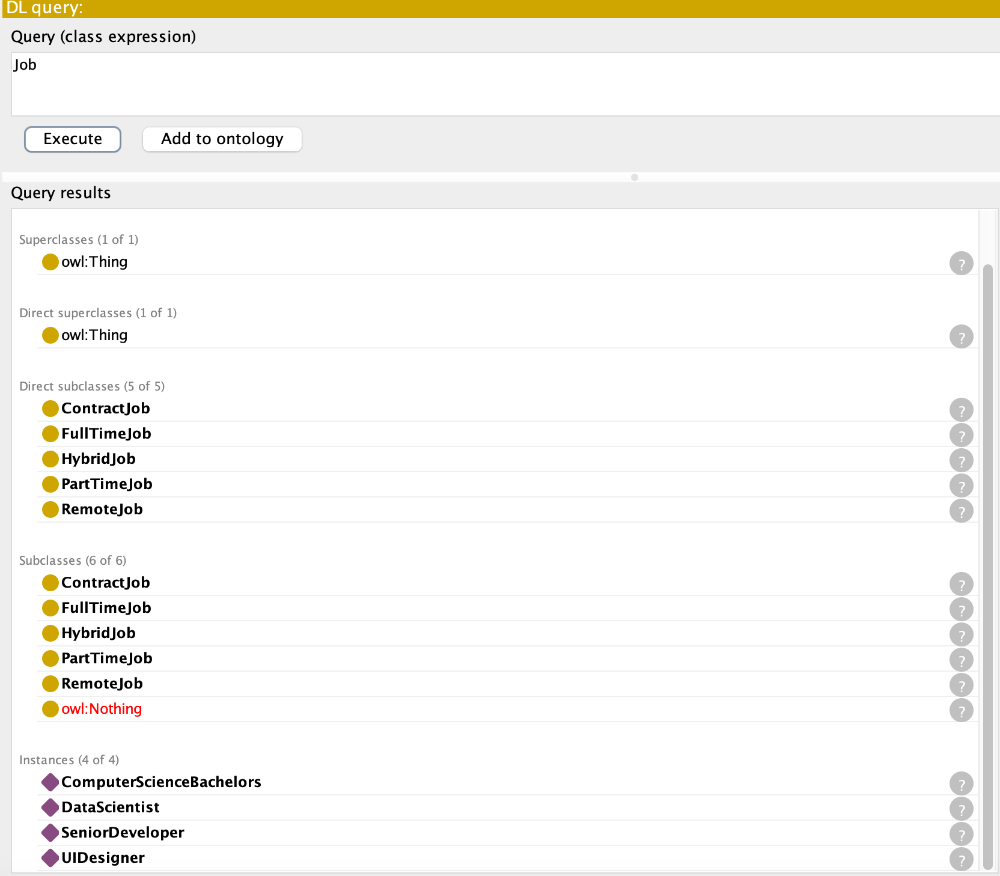 DL query:
Query (class expression)
Job
Execute
Add to ontology
Query results
Superclasses (1 of 1)
owl:Thing
?
Direct superclasses (1 of 1)
owl:Thing
?
Direct subclasses (5 of 5)
ContractJob
?
FullTimeJob
?
HybridJob
?
PartTimeJob
?
RemoteJob
?
Subclasses (6 of 6)
ContractJob
?
FullTimeJob
?
HybridJob
?
PartTimeJob
?
RemoteJob
?
owl:Nothing
?
Instances (4 of 4)
ComputerScienceBachelors
?
DataScientist
?
SeniorDeveloper
?
UIDesigner
?